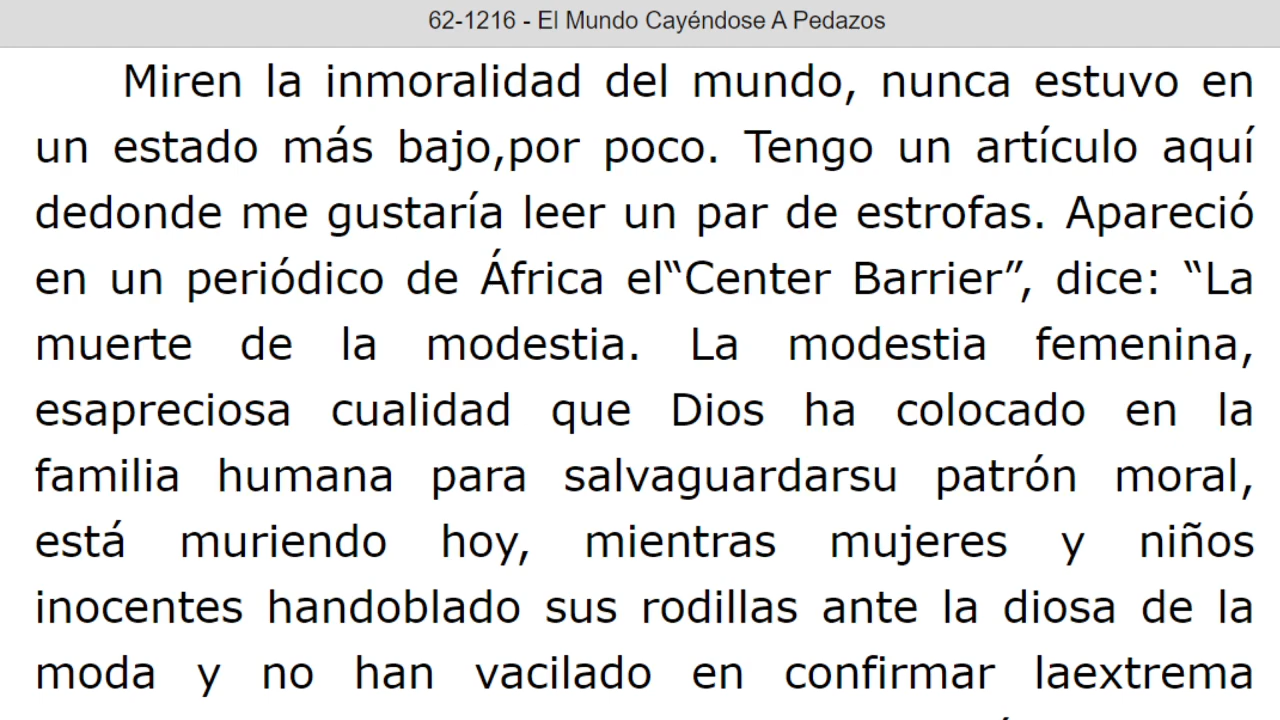 62-1216 - El Mundo Cayéndose A Pedazos
Miren la inmoralidad del mundo, nunca estuvo en
un estado más bajo,por poco. Tengo un artículo aquí
dedonde me gustaría leer un par de estrofas. Apareció
en un periódico de África el“Center Barrier”, dice: “La
muerte de la modestia. La modestia femenina,
esapreciosa cualidad que Dios ha colocado en la
familia humana para salvaguardarsu patrón moral,
está muriendo hoy, mientras mujeres y niños
inocentes handoblado sus rodillas ante la diosa de la
moda y no han vacilado en confirmar laextrema